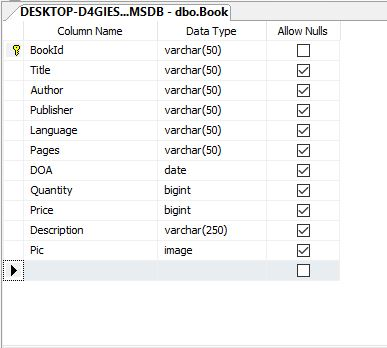 DESKTOP-D4GIES...MSDB - dbo.Book
Column Name Data Type Allow Nulls
BookId varchar(50)
Title varchar(50)
Author varchar(50)
Publisher varchar(50)
Language varchar(50)
Pages varchar(50)
DOA date
Quantity bigint
Price bigint
Description varchar(250)
Pic image